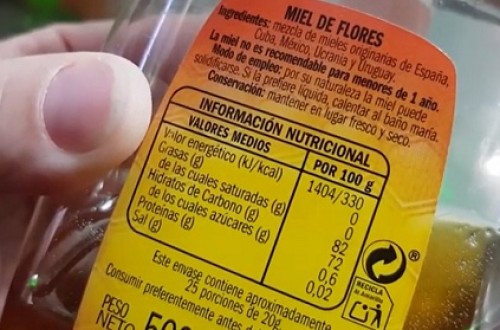 MIEL DE FLORES
Ingredientes: mezcla de mieles originarias de España,
Cuba, México, Ucrania y Uruguay.
La miel no es recomendable para menores de 1 año.
Modo de empleo: por su naturaleza la miel puede
solidificarse. Si la prefiere líquida, calentar al baño maría.
Conservación: mantener en lugar fresco y seco.
INFORMACIÓN NUTRICIONAL
VALORES MEDIOS POR 100 g
Valor energético (kJ/kcal) 1404/330
Grasas (g) 0
de las cuales saturadas (g) 0
Hidratos de Carbono (g) 82
de los cuales azúcares (g) 72
Proteínas (g) 0,6
Sal (g) 0,02
Este envase contiene aproximadamente
25 porciones de 20g
Consumir preferentemente antes
PESO
NETO
®
RECICLA